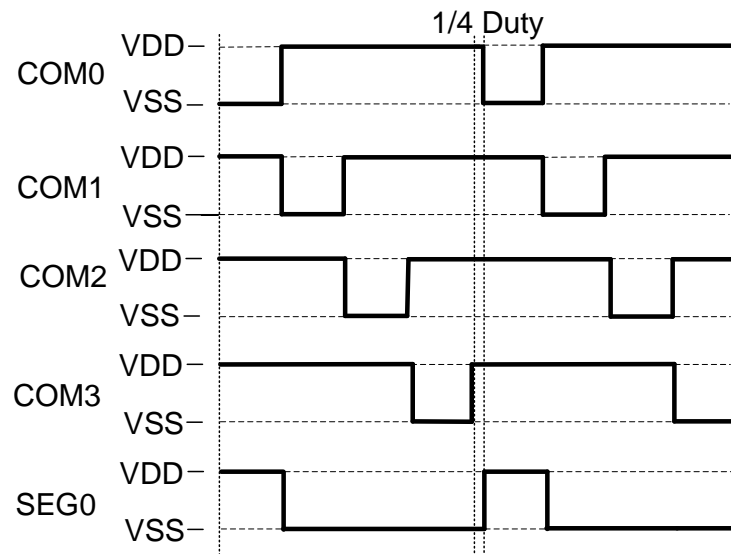 1/4 Duty
VDD
COM0
VSS
VDD
COM1
VSS
VDD
COM2
VSS
VDD
COM3
VSS
VDD
SEG0
VSS